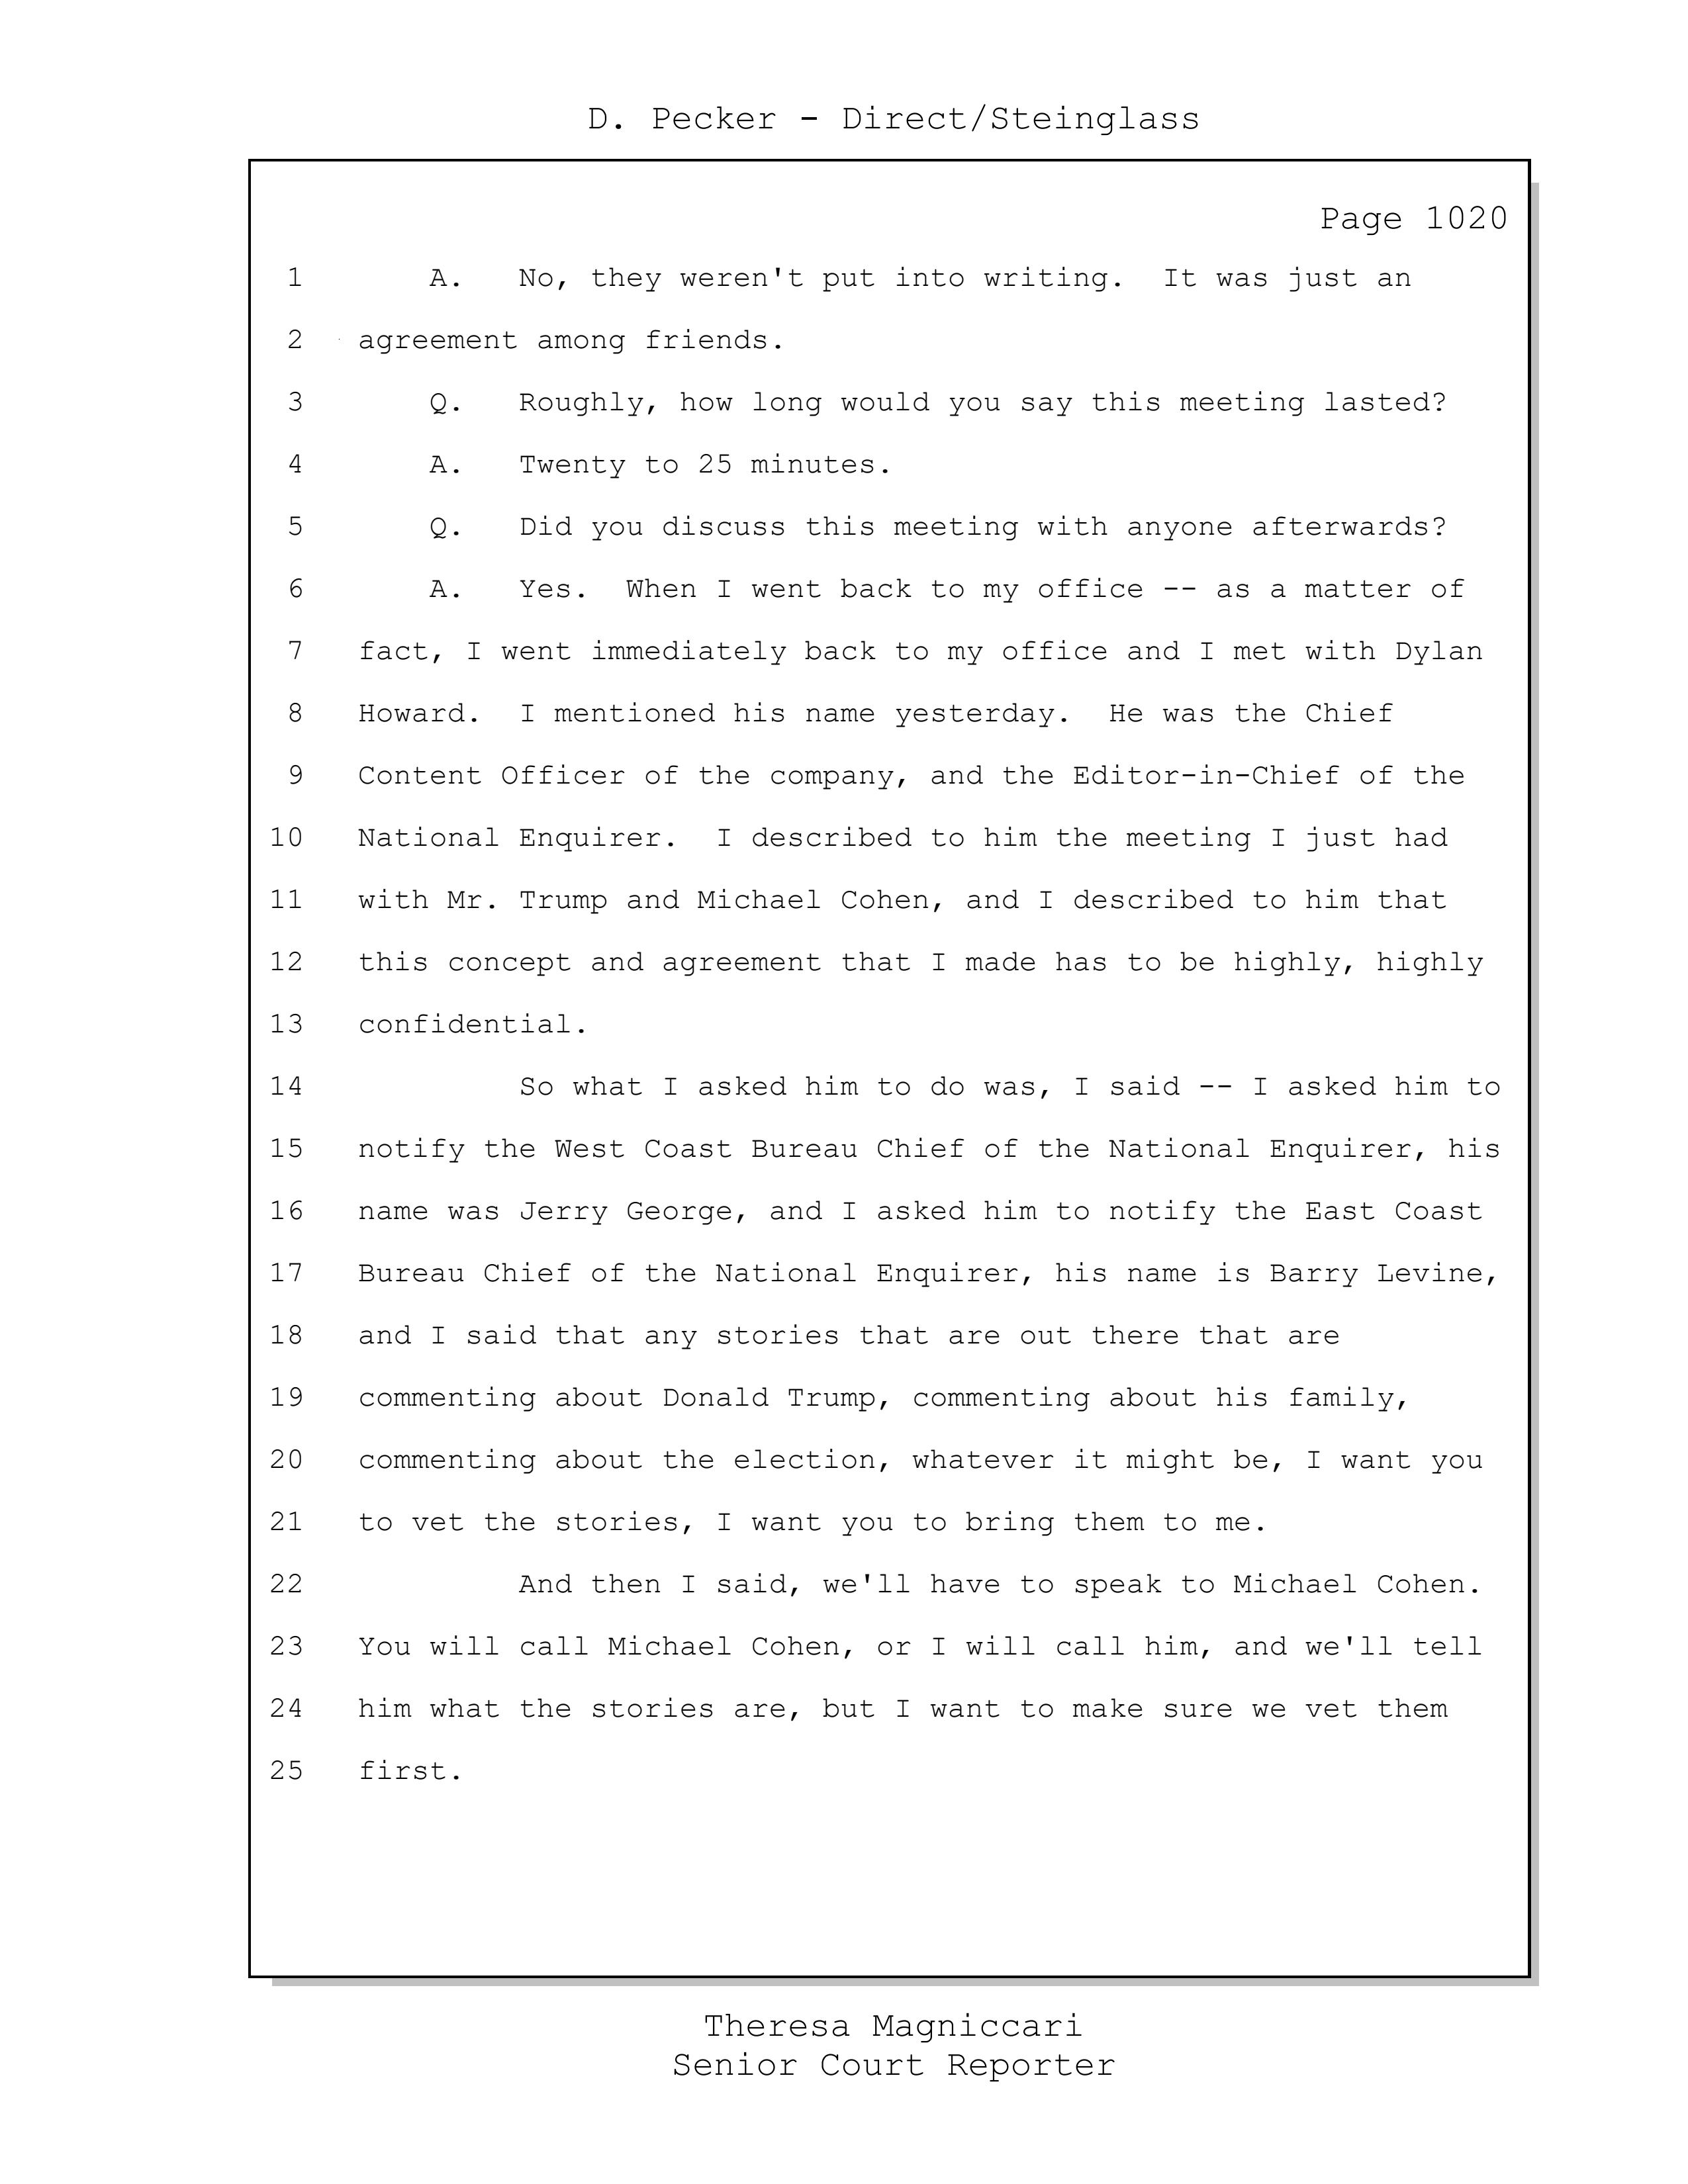 D. Pecker - Direct/Steinglass
Page 1020
1 A. No, they weren't put into writing. It was just an
2 agreement among friends.
3 Q. Roughly, how long would you say this meeting lasted?
4 A. Twenty to 25 minutes.
5 Q. Did you discuss this meeting with anyone afterwards?
6 A. Yes. When I went back to my office -- as a matter of
7 fact, I went immediately back to my office and I met with Dylan
8 Howard. I mentioned his name yesterday. He was the Chief
9 Content Officer of the company, and the Editor-in-Chief of the
10 National Enquirer. I described to him the meeting I just had
11 with Mr. Trump and Michael Cohen, and I described to him that
12 this concept and agreement that I made has to be highly, highly
13 confidential.
14 So what I asked him to do was, I said -- I asked him to
15 notify the West Coast Bureau Chief of the National Enquirer, his
16 name was Jerry George, and I asked him to notify the East Coast
17 Bureau Chief of the National Enquirer, his name is Barry Levine,
18 and I said that any stories that are out there that are
19 commenting about Donald Trump, commenting about his family,
20 commenting about the election, whatever it might be, I want you
21 to vet the stories, I want you to bring them to me.
22 And then I said, we'll have to speak to Michael Cohen.
23 You will call Michael Cohen, or I will call him, and we'll tell
24 him what the stories are, but I want to make sure we vet them
25 first.
Theresa Magniccari
Senior Court Reporter